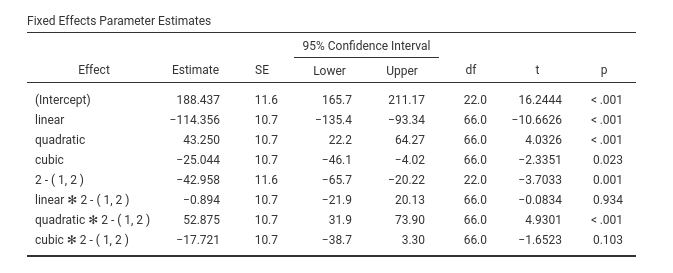 Fixed Effects Parameter Estimates
95% Confidence Interval
Effect Estimate SE Lower Upper df t p
(Intercept) 188.437 11.6 165.7 211.17 22.0 16.2444 < .001
linear −114.356 10.7 −135.4 −93.34 66.0 −10.6626 < .001
quadratic 43.250 10.7 22.2 64.27 66.0 4.0326 < .001
cubic −25.044 10.7 −46.1 −4.02 66.0 −2.3351 0.023
2 - ( 1, 2 ) −42.958 11.6 −65.7 −20.22 22.0 −3.7033 0.001
linear ✻ 2 - ( 1, 2 ) −0.894 10.7 −21.9 20.13 66.0 −0.0834 0.934
quadratic ✻ 2 - ( 1, 2 ) 52.875 10.7 31.9 73.90 66.0 4.9301 < .001
cubic ✻ 2 - ( 1, 2 ) −17.721 10.7 −38.7 3.30 66.0 −1.6523 0.103